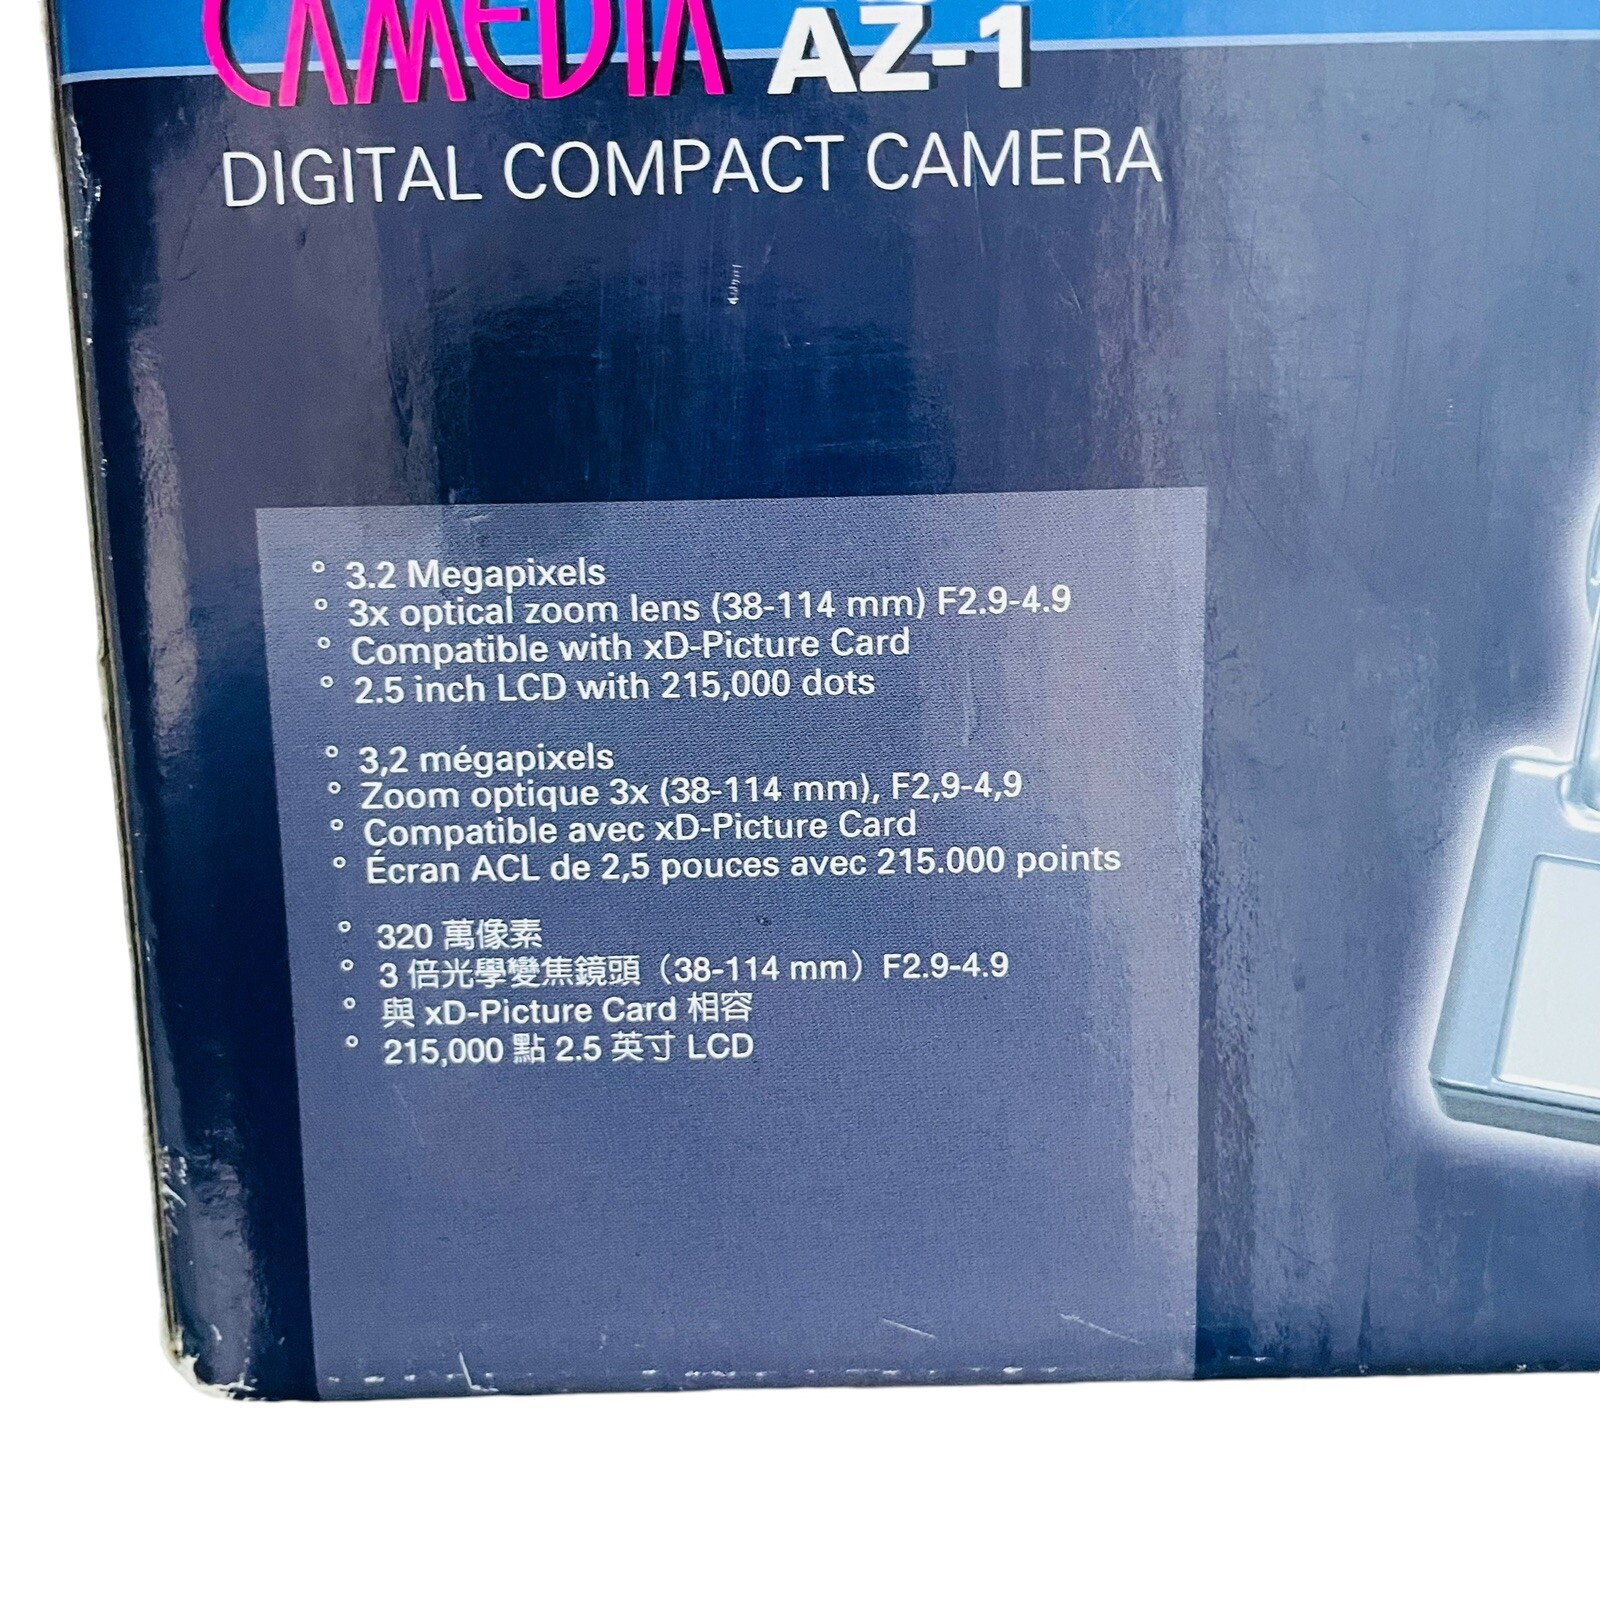 CAMEDIA AZ-1
DIGITAL COMPACT CAMERA
° 3.2 Megapixels
° 3x optical zoom lens (38-114 mm) F2.9-4.9
° Compatible with xD-Picture Card
° 2.5 inch LCD with 215,000 dots
° 3,2 mégapixels
° Zoom optique 3x (38-114 mm), F2,9-4,9
° Compatible avec xD-Picture Card
° Écran ACL de 2,5 pouces avec 215.000 points
° 320 萬像素
° 3 倍光學變焦鏡頭（38-114 mm）F2.9-4.9
° 與 xD-Picture Card 相容
° 215,000 點 2.5 英寸 LCD